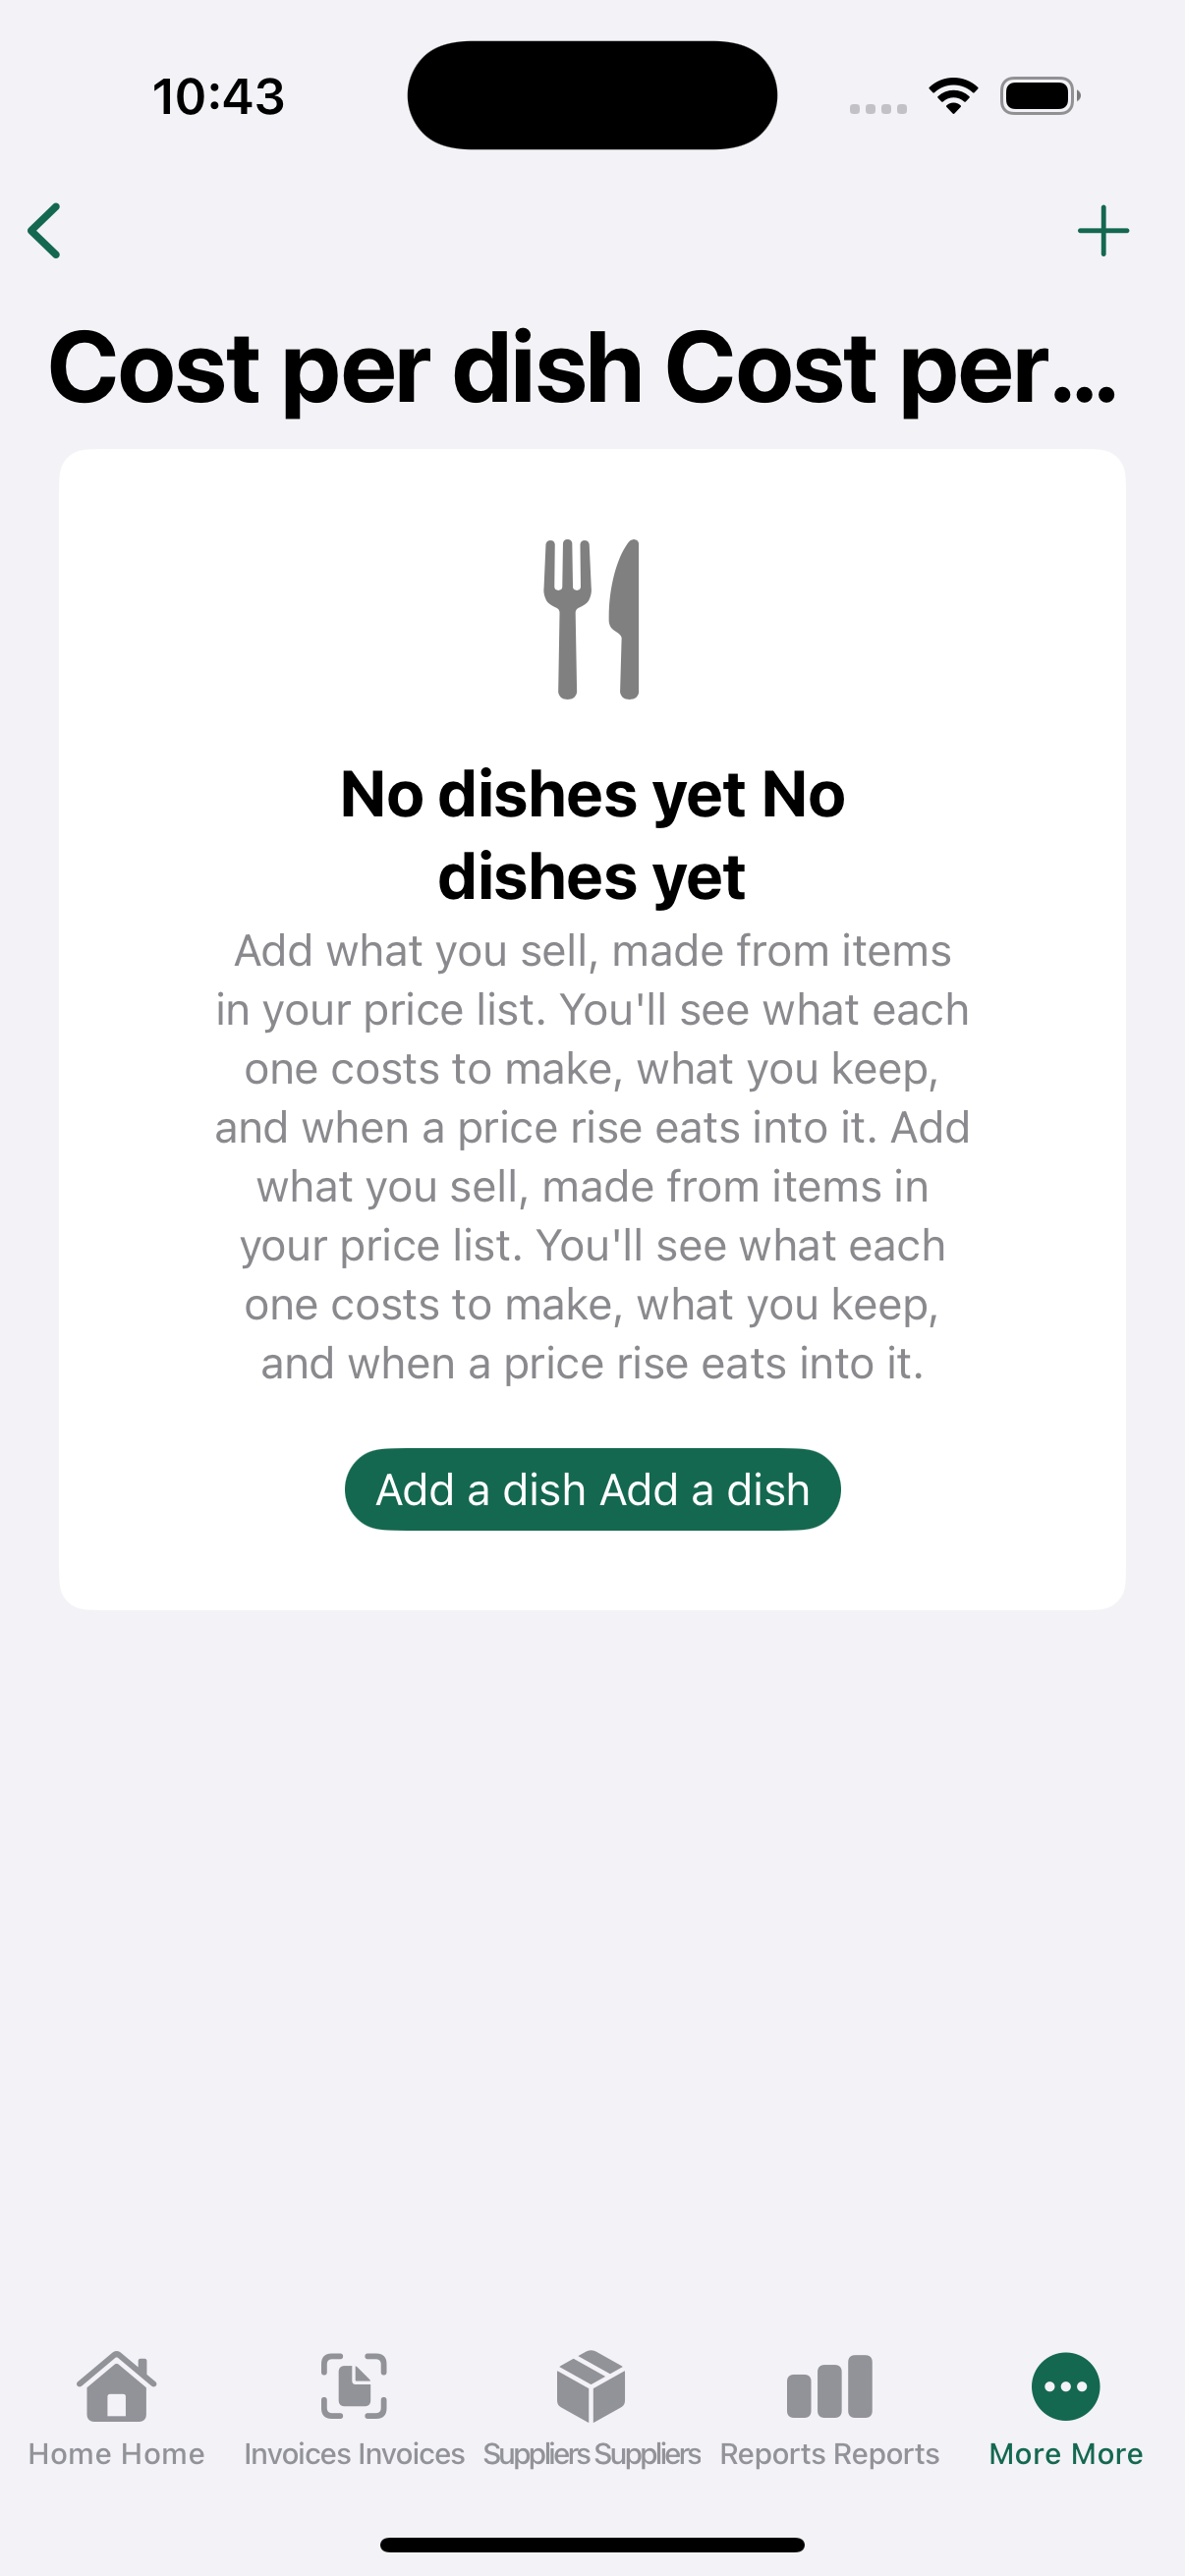 10:43
Cost per dish Cost per...
No dishes yet No
dishes yet
Add what you sell, made from items
in your price list. You'll see what each
one costs to make, what you keep,
and when a price rise eats into it. Add
what you sell, made from items in
your price list. You'll see what each
one costs to make, what you keep,
and when a price rise eats into it.
Add a dish Add a dish
Home Home Invoices Invoices Suppliers Suppliers Reports Reports More More